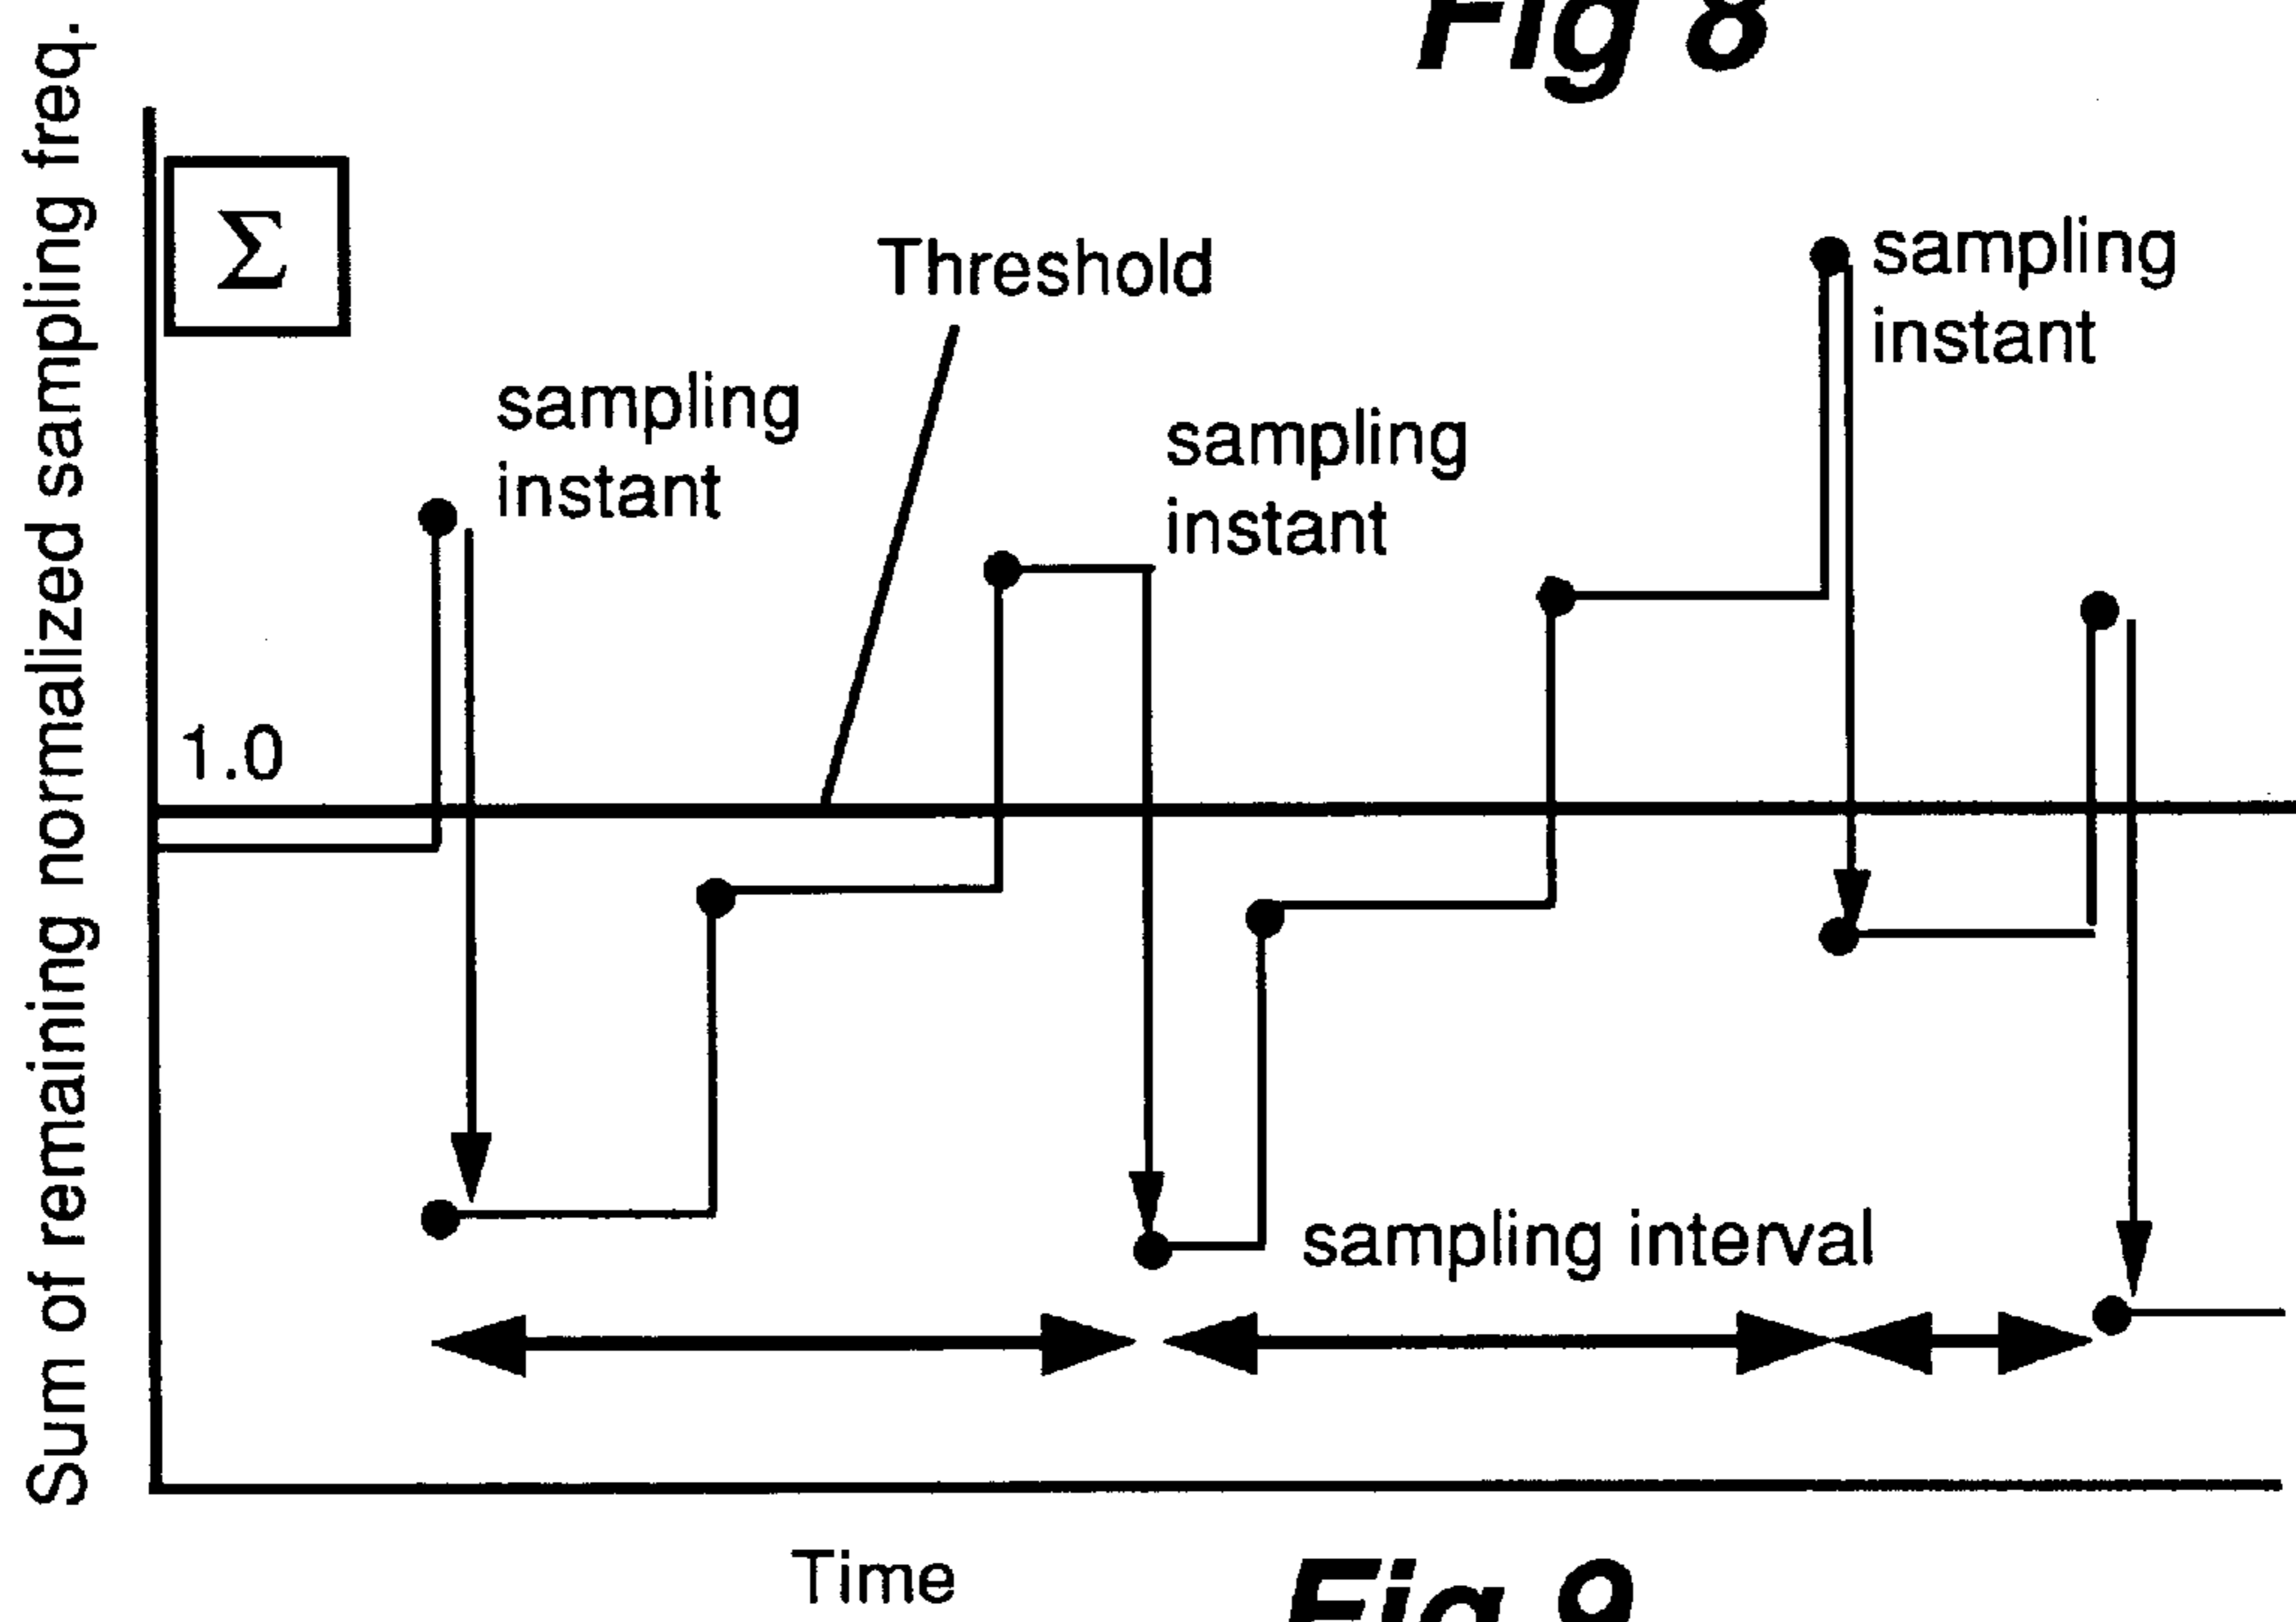 Fig 8
Sum of remaining normalized sampling freq.
Σ
Threshold
sampling
instant
sampling
instant
sampling
instant
1.0
sampling interval
Time
Fig 9